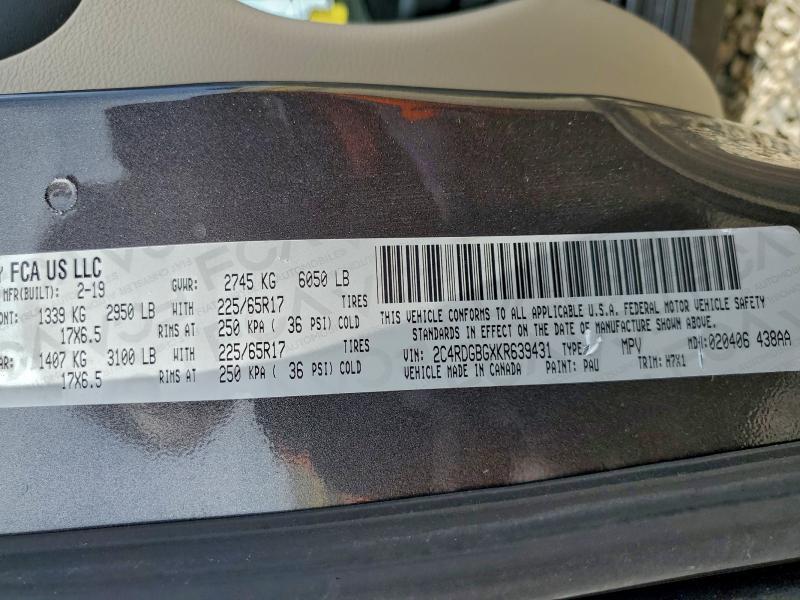 Y FCA US LLC
MFR(BUILT): 2-19 GVWR: 2745 KG 6050 LB
ONT: 1339 KG 2950 LB WITH 225/65R17 TIRES
17X6.5 RIMS AT 250 KPA ( 36 PSI) COLD
AR: 1407 KG 3100 LB WITH 225/65R17 TIRES
17X6.5 RIMS AT 250 KPA ( 36 PSI) COLD
THIS VEHICLE CONFORMS TO ALL APPLICABLE U.S.A. FEDERAL MOTOR VEHICLE SAFETY
STANDARDS IN EFFECT ON THE DATE OF MANUFACTURE SHOWN ABOVE.
VIN: 2C4RDGBGXKR639431 TYPE: MPV MDH:020406 438AA
VEHICLE MADE IN CANADA PAINT: PAU TRIM: H7X1